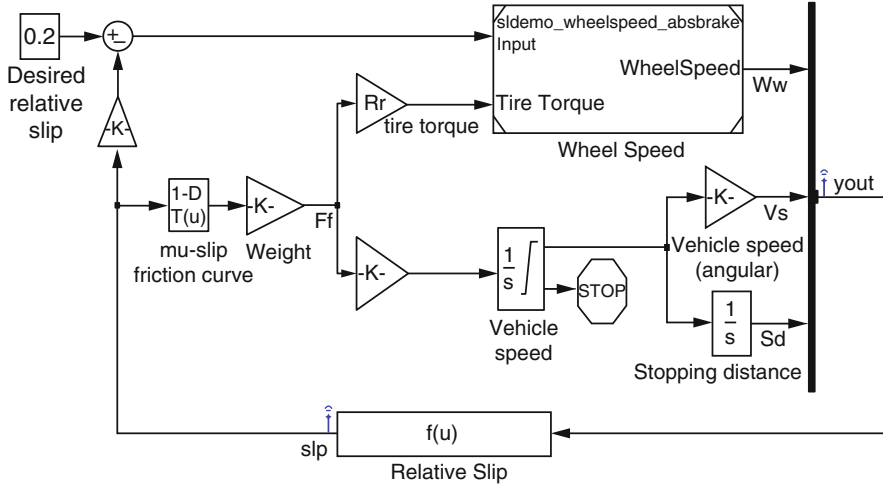 0.2
Desired
relative
slip
+
−
-K-
1-D
T(u)
mu-slip
friction curve
-K-
Weight
Ff
Rr
tire torque
sldemo_wheelspeed_absbrake
Input
Tire Torque
WheelSpeed
Wheel Speed
Ww
-K-
1
s
Vehicle
speed
STOP
-K-
Vehicle speed
(angular)
Vs
1
s
Stopping distance
Sd
yout
slp
f(u)
Relative Slip